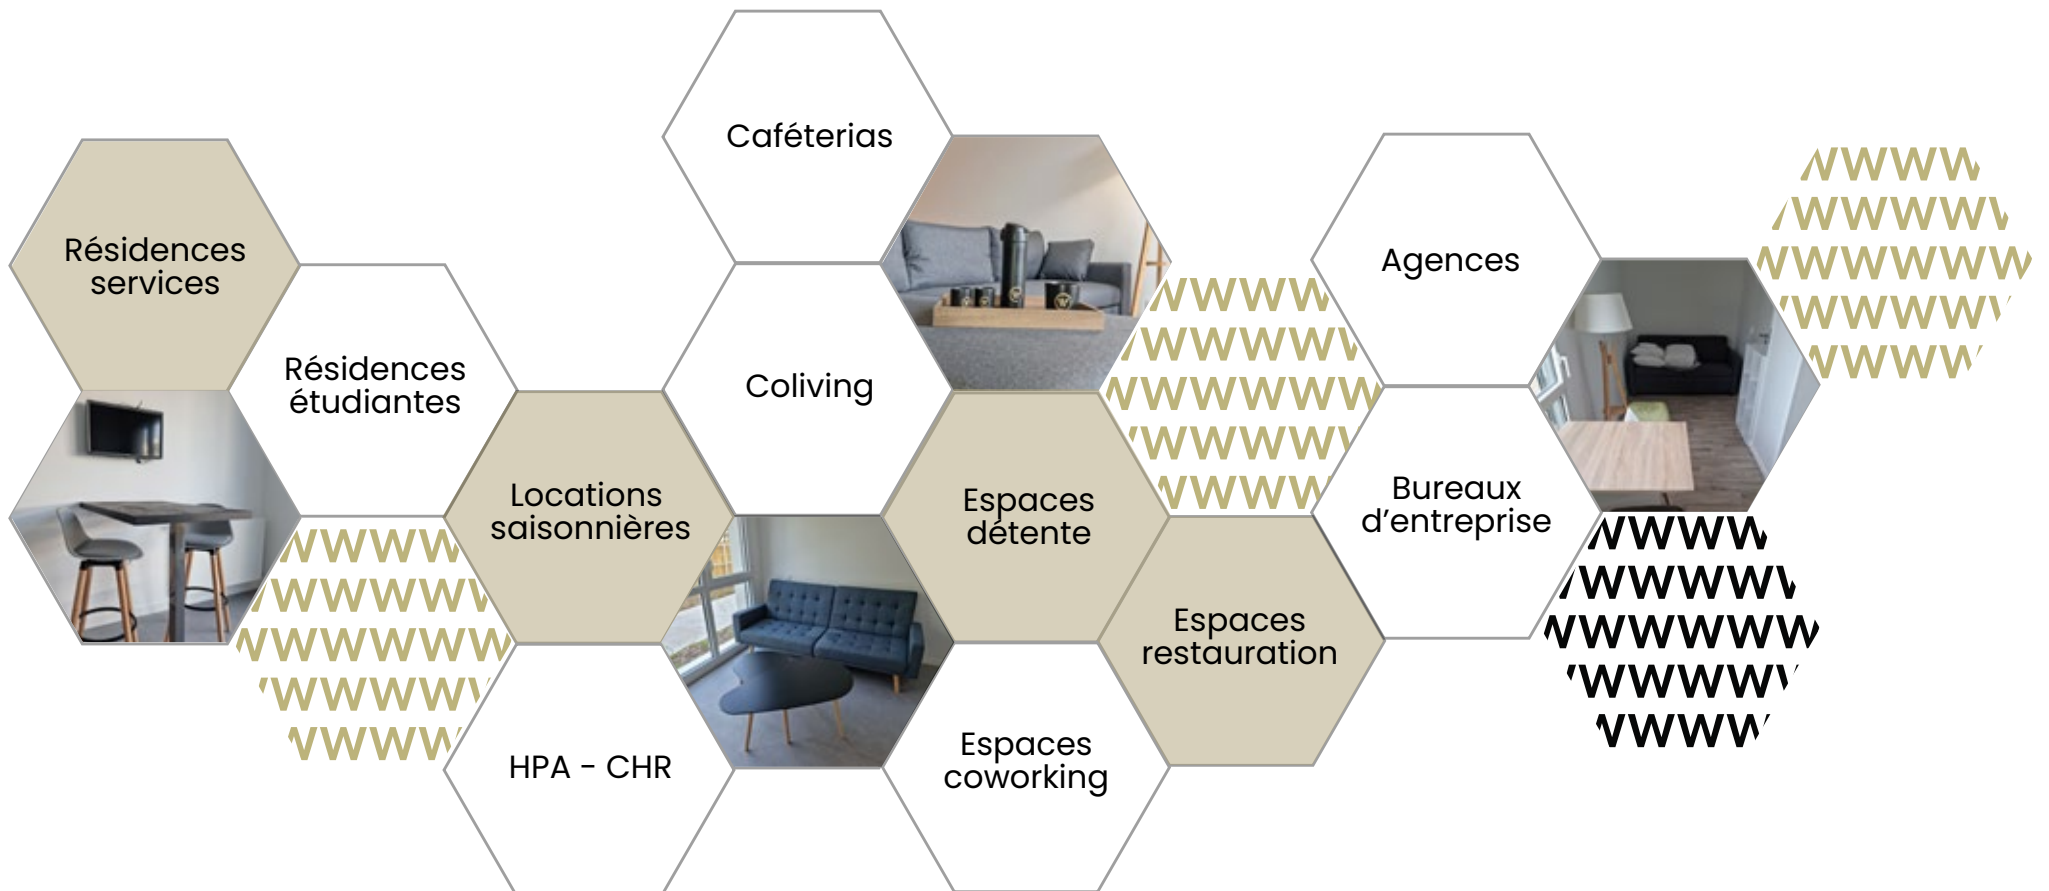 Caféterias
Résidences
services
Agences
Résidences
étudiantes
Coliving
Locations
saisonnières
Espaces
détente
Bureaux
d’entreprise
Espaces
restauration
HPA - CHR
Espaces
coworking